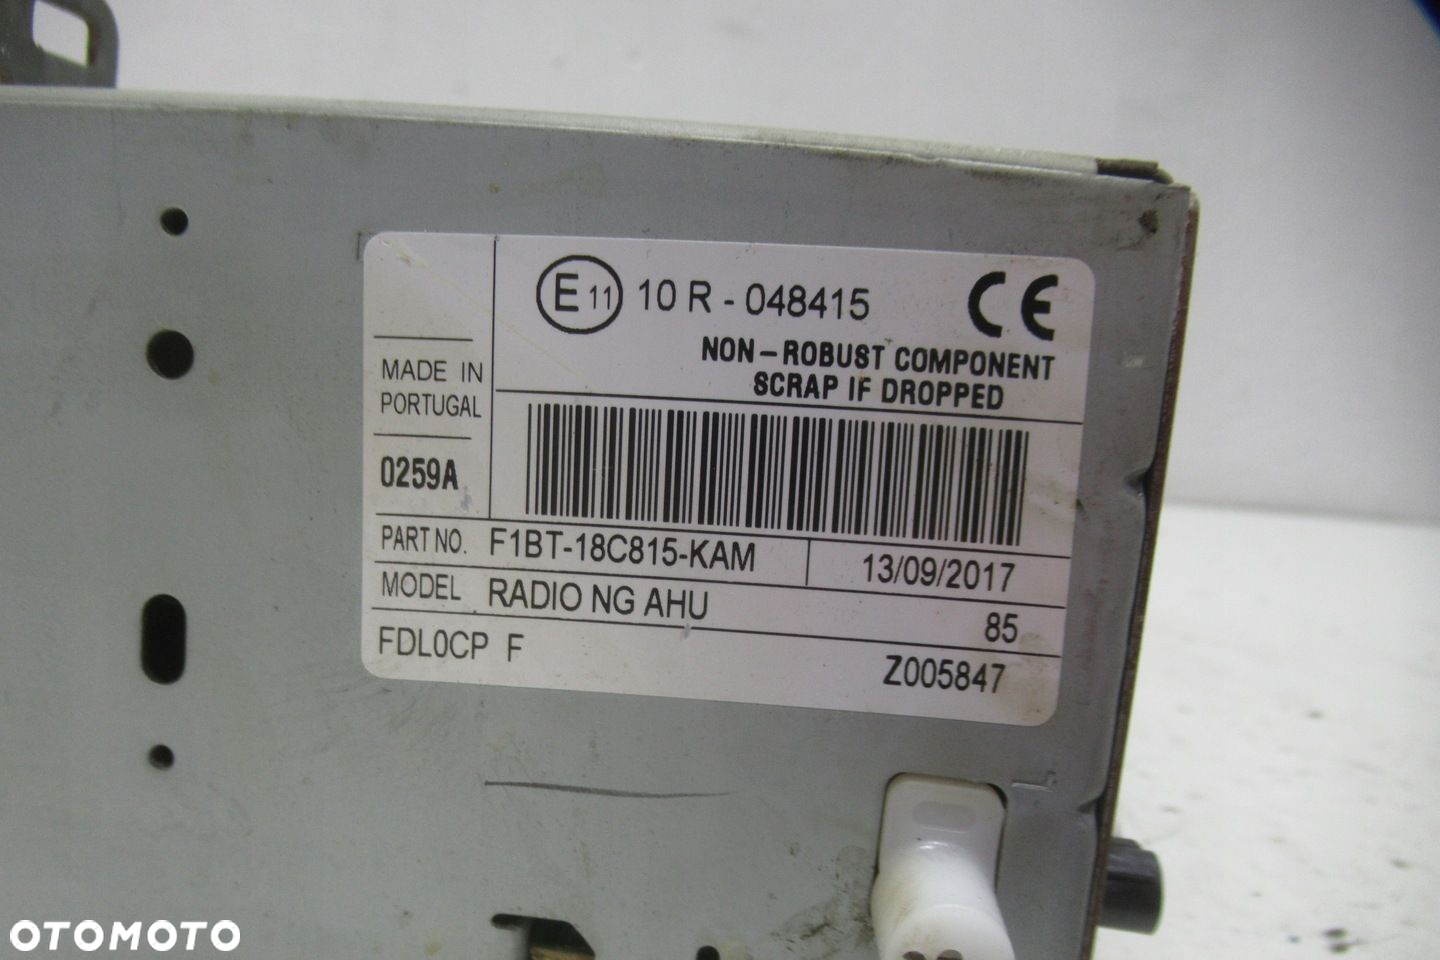 E 11 10 R - 048415 CE
NON-ROBUST COMPONENT
SCRAP IF DROPPED
MADE IN
PORTUGAL
0259A
PART NO. F1BT-18C815-KAM 13/09/2017
MODEL RADIO NG AHU 85
FDL0CP F Z005847
OTOMOTO